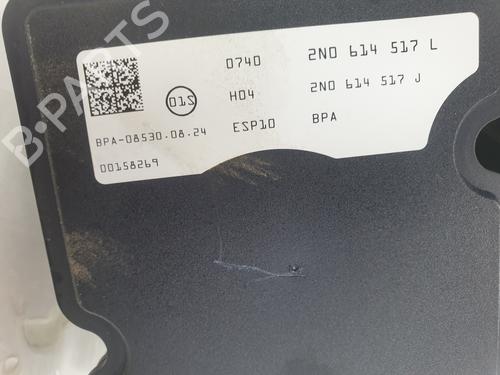 0740 2N0 614 517 L
01S H04 2N0 614 517 J
BPA-08530.08.24 ESP10 BPA
00158269
B-PARTS